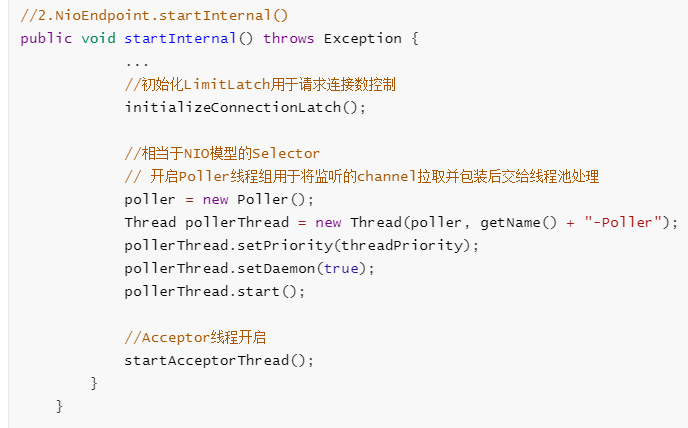 //2.NioEndpoint.startInternal()
public void startInternal() throws Exception {
...
//初始化LimitLatch用于请求连接数控制
initializeConnectionLatch();
//相当于NIO模型的Selector
// 开启Poller线程组用于将监听的channel拉取并包装后交给线程池处理
poller = new Poller();
Thread pollerThread = new Thread(poller, getName() + "-Poller");
pollerThread.setPriority(threadPriority);
pollerThread.setDaemon(true);
pollerThread.start();
//Acceptor线程开启
startAcceptorThread();
}
}